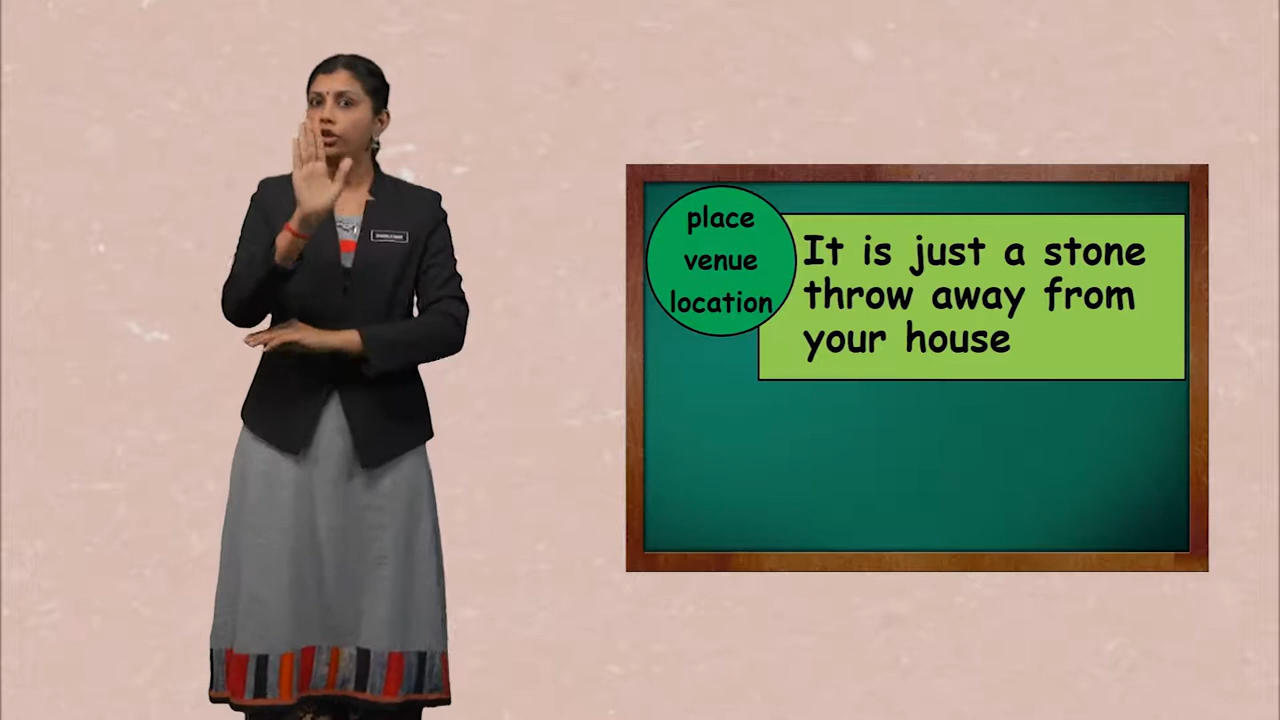 place
venue
location
It is just a stone
throw away from
your house